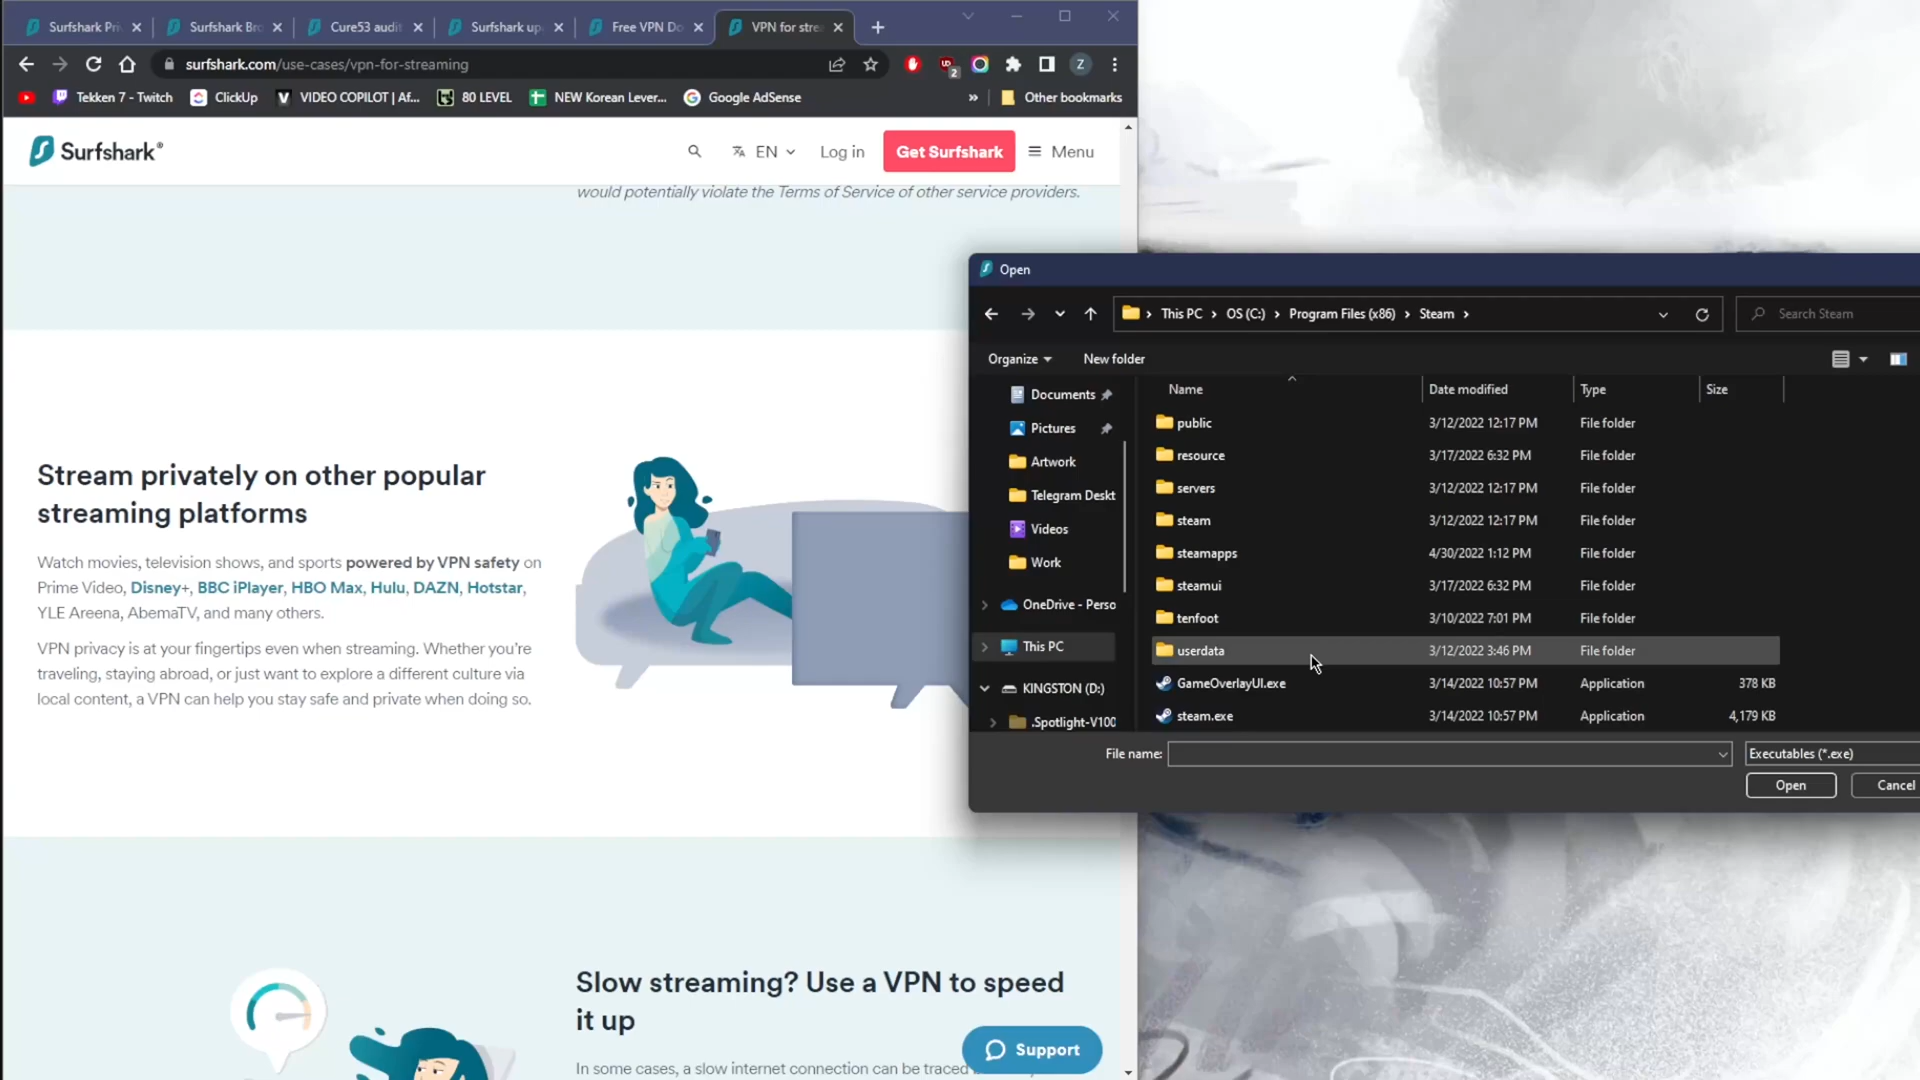 Surfshark Pri
Surfshark Bro
Cure53 audit
Surfshark up
Free VPN Do
VPN for stre
surfshark.com/use-cases/vpn-for-streaming
2
Z
Tekken 7 - Twitch
ClickUp
VIDEO COPILOT | Af...
80 LEVEL
NEW Korean Lever...
Google AdSense
»
Other bookmarks
Surfshark®
EN
Log in
Get Surfshark
Menu
would potentially violate the Terms of Service of other service providers.
Stream privately on other popular
streaming platforms
Watch movies, television shows, and sports powered by VPN safety on
Prime Video, Disney+, BBC iPlayer, HBO Max, Hulu, DAZN, Hotstar,
YLE Areena, AbemaTV, and many others.
VPN privacy is at your fingertips even when streaming. Whether you're
traveling, staying abroad, or just want to explore a different culture via
local content, a VPN can help you stay safe and private when doing so.
Slow streaming? Use a VPN to speed
it up
In some cases, a slow internet connection can be traced
Support
Open
This PC > OS (C:) > Program Files (x86) > Steam >
Search Steam
Organize
New folder
Documents
Pictures
Artwork
Telegram Deskt
Videos
Work
OneDrive - Perso
This PC
KINGSTON (D:)
.Spotlight-V100
Name Date modified Type Size
public 3/12/2022 12:17 PM File folder
resource 3/17/2022 6:32 PM File folder
servers 3/12/2022 12:17 PM File folder
steam 3/12/2022 12:17 PM File folder
steamapps 4/30/2022 1:12 PM File folder
steamui 3/17/2022 6:32 PM File folder
tenfoot 3/10/2022 7:01 PM File folder
userdata 3/12/2022 3:46 PM File folder
GameOverlayUI.exe 3/14/2022 10:57 PM Application 378 KB
steam.exe 3/14/2022 10:57 PM Application 4,179 KB
File name:
Executables (*.exe)
Open
Cancel